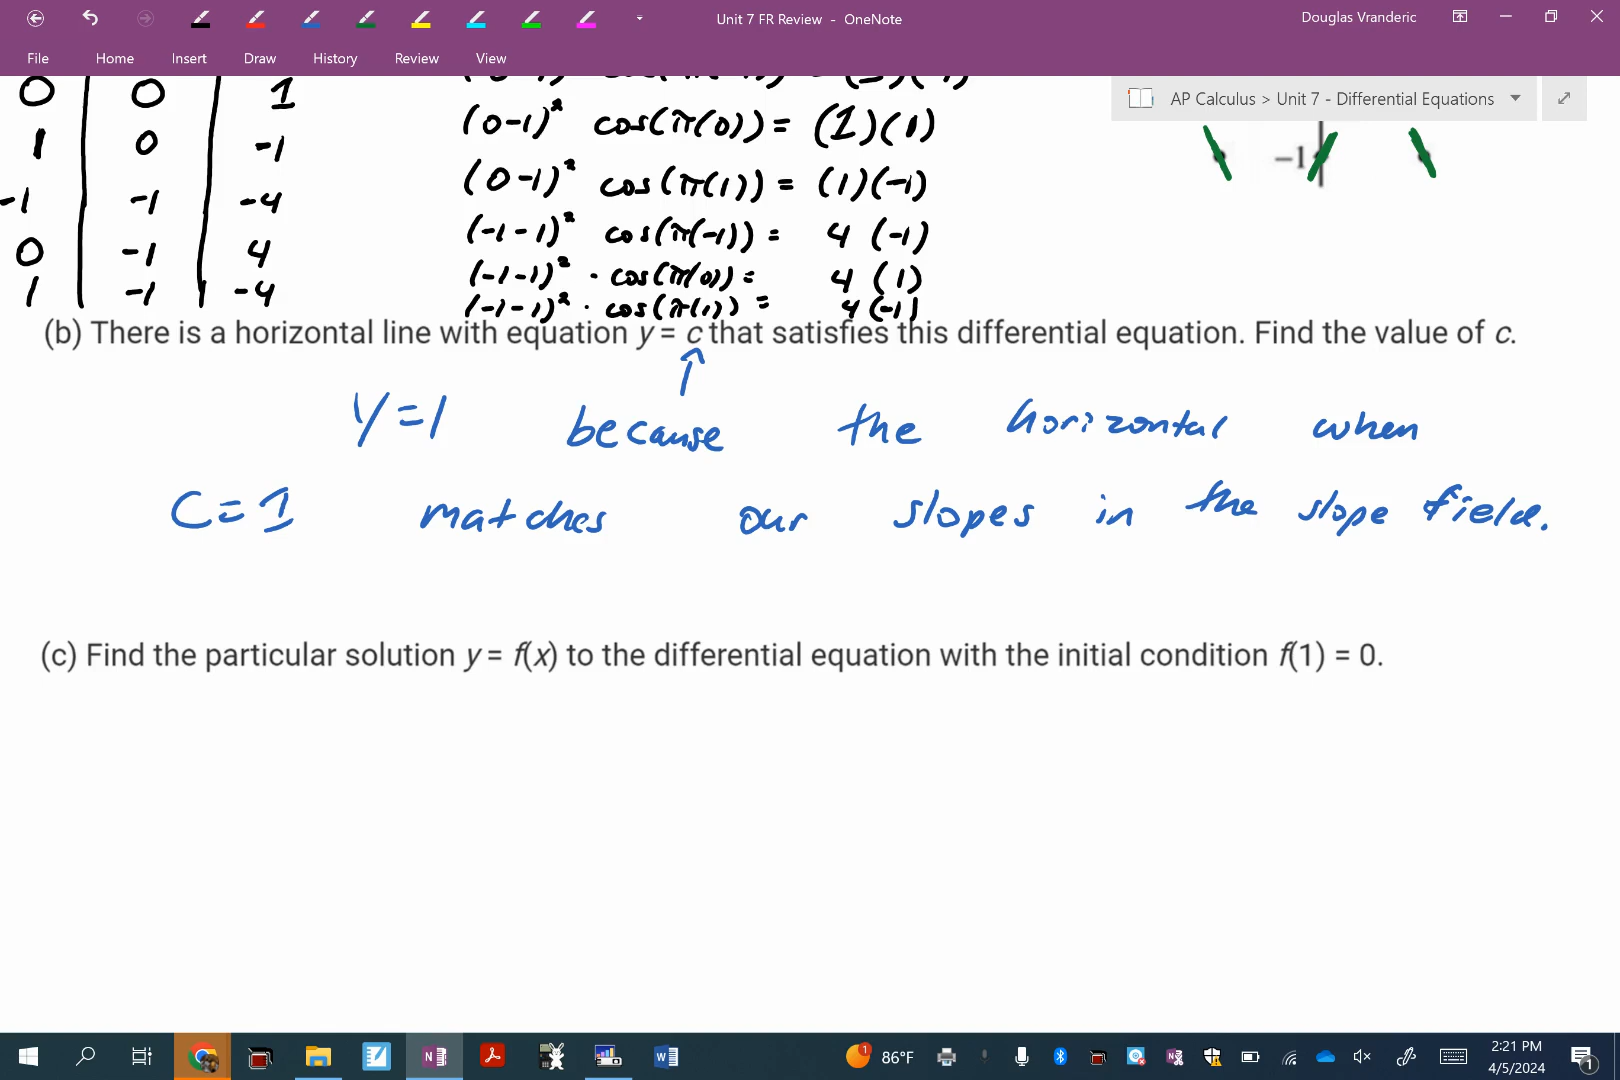 Unit 7 FR Review - OneNote
Douglas Vranderic
File Home Insert Draw History Review View
AP Calculus > Unit 7 - Differential Equations
0 0 1
1 0 -1
-1 -1 -4
0 -1 4
1 -1 -4
(0-1)² cos(π(0)) = (1)(1)
(0-1)² cos(π(1)) = (1)(-1)
(-1-1)² cos(π(-1)) = 4 (-1)
(-1-1)² · cos(π(0)) = 4 (1)
(-1-1)² · cos(π(1)) = 4 (-1)
-1
(b) There is a horizontal line with equation y = c that satisfies this differential equation. Find the value of c.
y=1 because the horizontal when
C=1 matches our slopes in the slope field.
(c) Find the particular solution y = f(x) to the differential equation with the initial condition f(1) = 0.
1
86°F
2:21 PM
4/5/2024
1